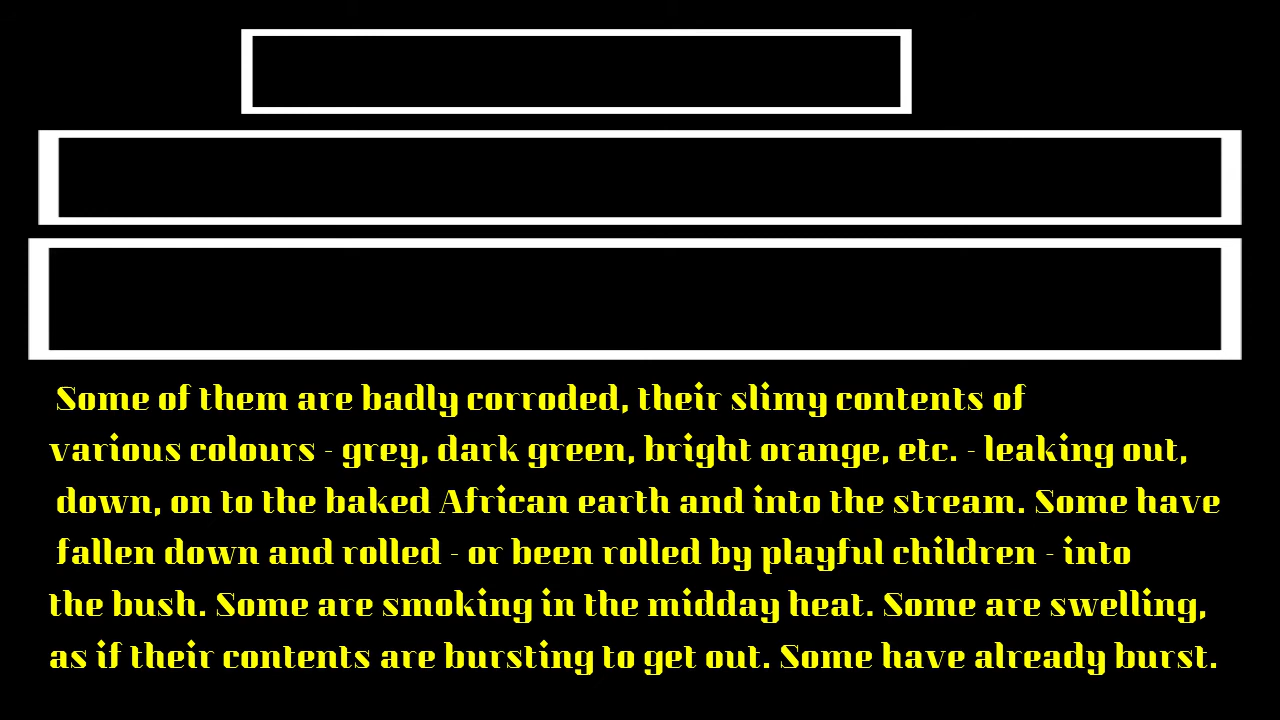 Some of them are badly corroded, their slimy contents of
various colours - grey, dark green, bright orange, etc. - leaking out,
down, on to the baked African earth and into the stream. Some have
fallen down and rolled - or been rolled by playful children - into
the bush. Some are smoking in the midday heat. Some are swelling,
as if their contents are bursting to get out. Some have already burst.